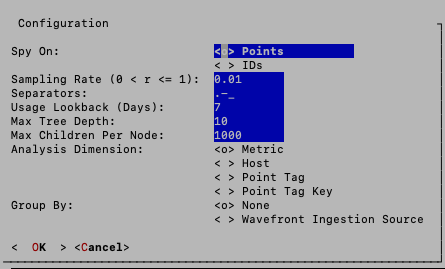 Configuration
Spy On: <o> Points
< > IDs
Sampling Rate (0 < r <= 1): 0.01
Separators: .-_
Usage Lookback (Days): 7
Max Tree Depth: 10
Max Children Per Node: 1000
Analysis Dimension: <o> Metric
< > Host
< > Point Tag
< > Point Tag Key
Group By: <o> None
< > Wavefront Ingestion Source
< OK > <Cancel>